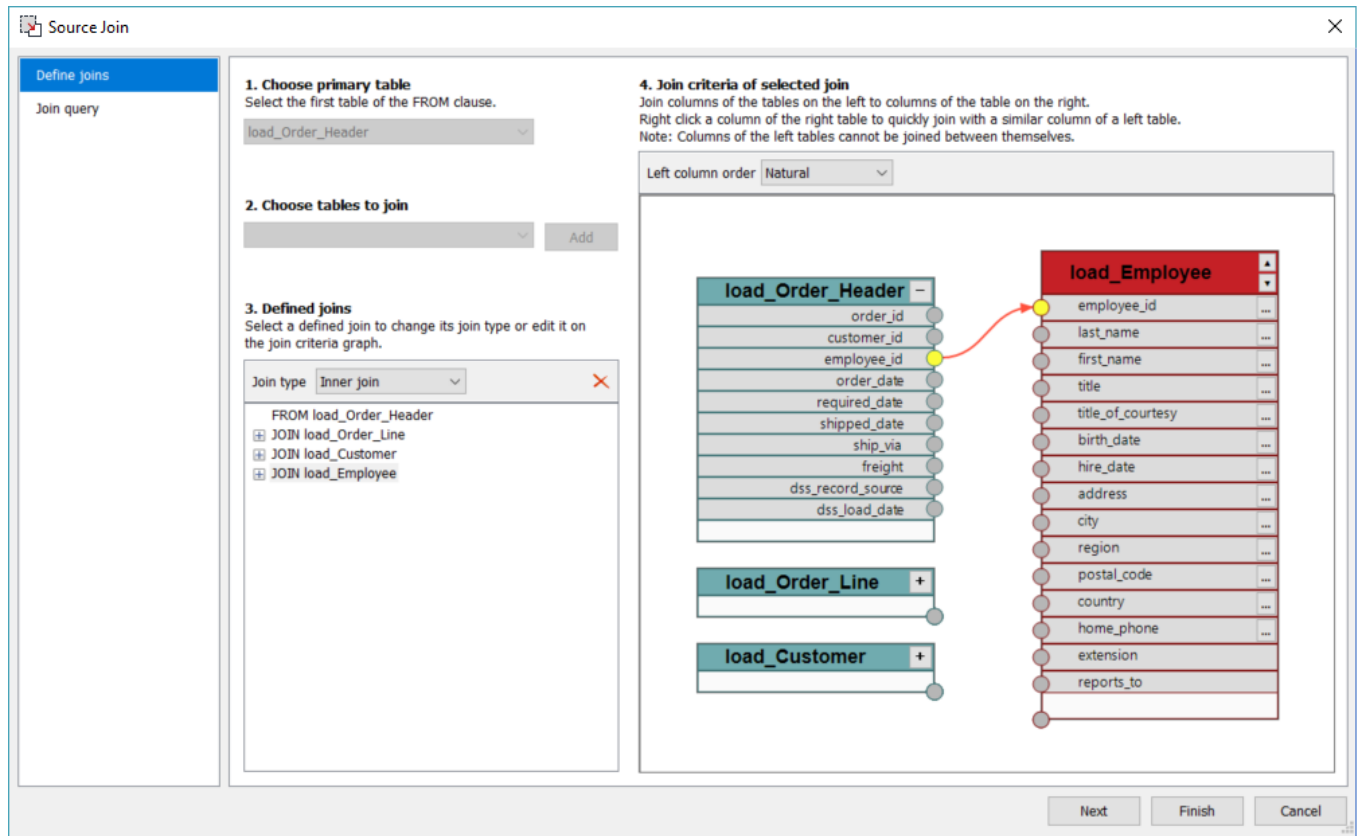 Source Join
Define joins
Join query
1. Choose primary table
Select the first table of the FROM clause.
load_Order_Header
2. Choose tables to join
Add
3. Defined joins
Select a defined join to change its join type or edit it on
the join criteria graph.
Join type Inner join
FROM load_Order_Header
JOIN load_Order_Line
JOIN load_Customer
JOIN load_Employee
4. Join criteria of selected join
Join columns of the tables on the left to columns of the table on the right.
Right click a column of the right table to quickly join with a similar column of a left table.
Note: Columns of the left tables cannot be joined between themselves.
Left column order Natural
load_Order_Header
order_id
customer_id
employee_id
order_date
required_date
shipped_date
ship_via
freight
dss_record_source
dss_load_date
load_Order_Line
load_Customer
load_Employee
employee_id
last_name
first_name
title
title_of_courtesy
birth_date
hire_date
address
city
region
postal_code
country
home_phone
extension
reports_to
Next
Finish
Cancel